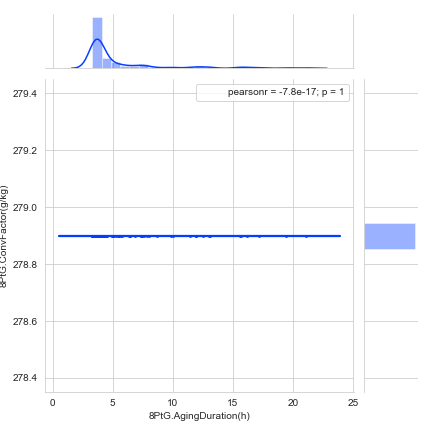 pearsonr = -7.8e-17; p = 1
279.4
279.2
279.0
278.8
278.6
278.4
8PtG.ConvFactor(g/kg)
0 5 10 15 20 25
8PtG.AgingDuration(h)